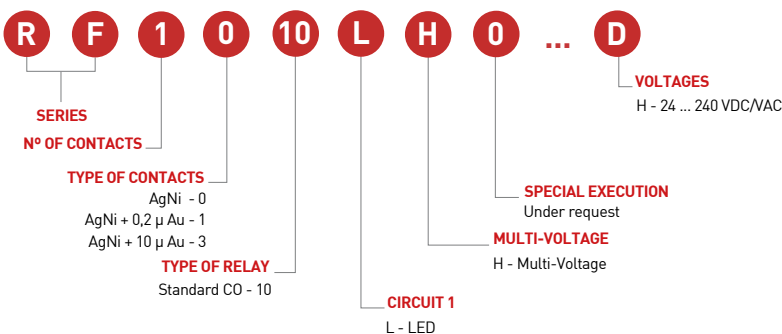 R F 1 0 10 L H 0 ... D
VOLTAGES
H - 24 ... 240 VDC/VAC
SERIES
Nº OF CONTACTS
TYPE OF CONTACTS
AgNi - 0
AgNi + 0,2 µ Au - 1
AgNi + 10 µ Au - 3
SPECIAL EXECUTION
Under request
MULTI-VOLTAGE
H - Multi-Voltage
TYPE OF RELAY
Standard CO - 10
CIRCUIT 1
L - LED